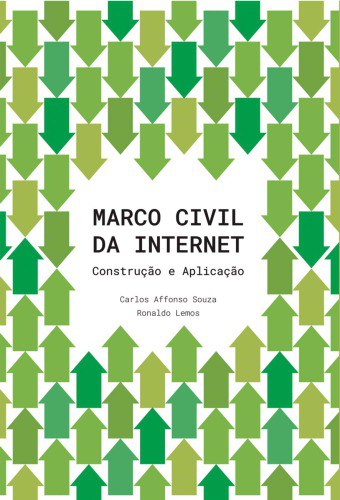 MARCO CIVIL
DA INTERNET
Construção e Aplicação
Carlos Affonso Souza
Ronaldo Lemos